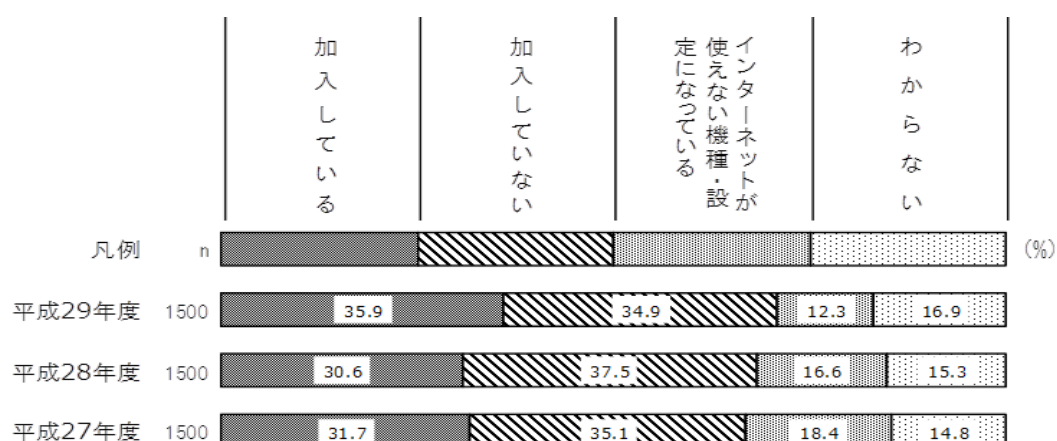 加入している
加入していない
インターネットが
使えない機種・設
定になっている
わからない
凡例 n (%)
平成29年度 1500 35.9 34.9 12.3 16.9
平成28年度 1500 30.6 37.5 16.6 15.3
平成27年度 1500 31.7 35.1 18.4 14.8